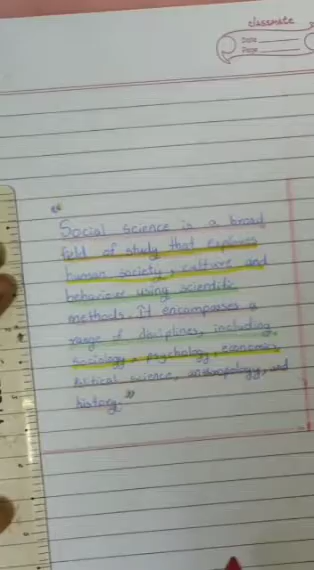 classmate
Date
Page
"
Social science is a broad
field of study that explores
human society, culture and
behaviour using scientific
methods. It encompasses a
range of disciplines, including
sociology, psychology, economics
political science, anthropology, and
history."